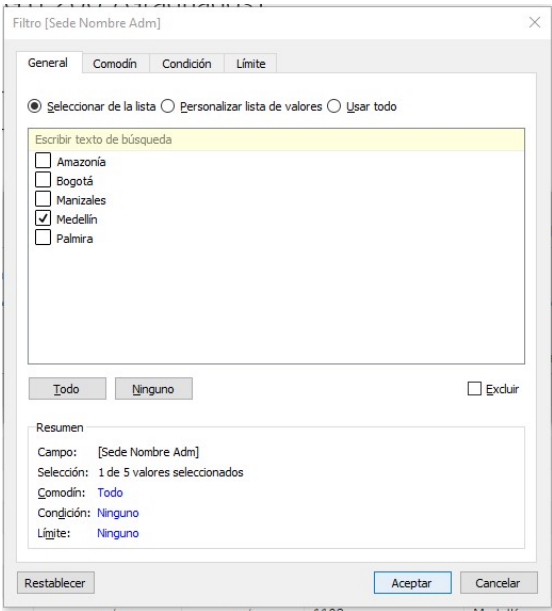 Filtro [Sede Nombre Adm]
General Comodín Condición Límite
Seleccionar de la lista Personalizar lista de valores Usar todo
Escribir texto de búsqueda
Amazonía
Bogotá
Manizales
Medellín
Palmira
Todo Ninguno Excluir
Resumen
Campo: [Sede Nombre Adm]
Selección: 1 de 5 valores seleccionados
Comodín: Todo
Condición: Ninguno
Límite: Ninguno
Restablecer Aceptar Cancelar